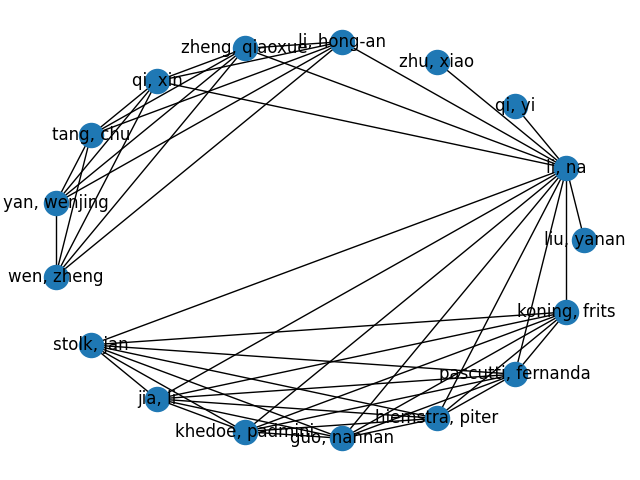 li, hong-an
zheng, qiaoxue
zhu, xiao
qi, xin
qi, yi
tang, chu
li, na
yan, wenjing
liu, yanan
wen, zheng
koning, frits
stolk, jan
pascutti, fernanda
jia, li
hiemstra, piter
khedoe, padmini
guo, nannan